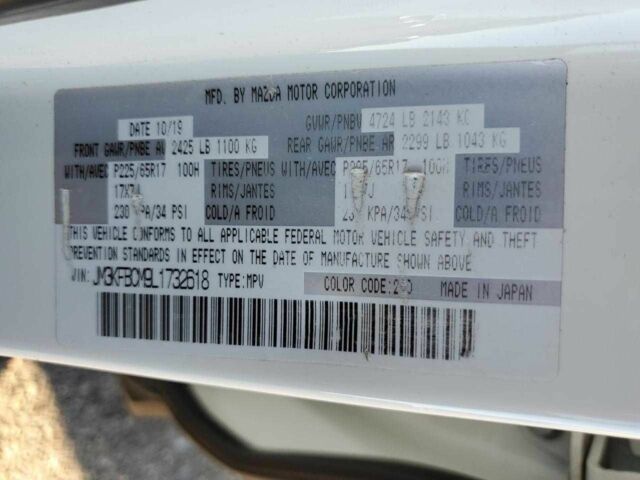 MFD. BY MAZDA MOTOR CORPORATION
DATE 10/19 GVWR/PNBV 4724 LB 2143 KG
FRONT GAWR/PNBE AV 2425 LB 1100 KG REAR GAWR/PNBE AR 2299 LB 1043 KG
WITH/AVEC P225/65R17 100H TIRES/PNEUS WITH/AVEC P225/65R17 100H TIRES/PNEUS
17X7J RIMS/JANTES RIMS/JANTES
230 KPA/34 PSI COLD/A FROID KPA/34 PSI COLD/A FROID
THIS VEHICLE CONFORMS TO ALL APPLICABLE FEDERAL MOTOR VEHICLE SAFETY AND THEFT
PREVENTION STANDARDS IN EFFECT ON THE DATE OF MANUFACTURE SHOWN ABOVE.
VIN: JM3KFBCM9L1732618 TYPE:MPV COLOR CODE: MADE IN JAPAN